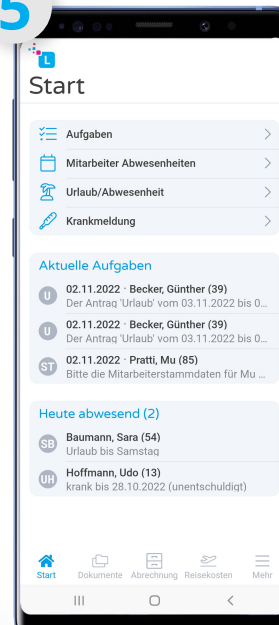 5
L
Start
Aufgaben
Mitarbeiter Abwesenheiten
Urlaub/Abwesenheit
Krankmeldung
Aktuelle Aufgaben
U
02.11.2022 · Becker, Günther (39)
Der Antrag 'Urlaub' vom 03.11.2022 bis 0...
U
02.11.2022 · Becker, Günther (39)
Der Antrag 'Urlaub' vom 03.11.2022 bis 0...
ST
02.11.2022 · Pratti, Mu (85)
Bitte die Mitarbeiterstammdaten für Mu ...
Heute abwesend (2)
SB
Baumann, Sara (54)
Urlaub bis Samstag
UH
Hoffmann, Udo (13)
krank bis 28.10.2022 (unentschuldigt)
Start Dokumente Abrechnung Reisekosten Mehr